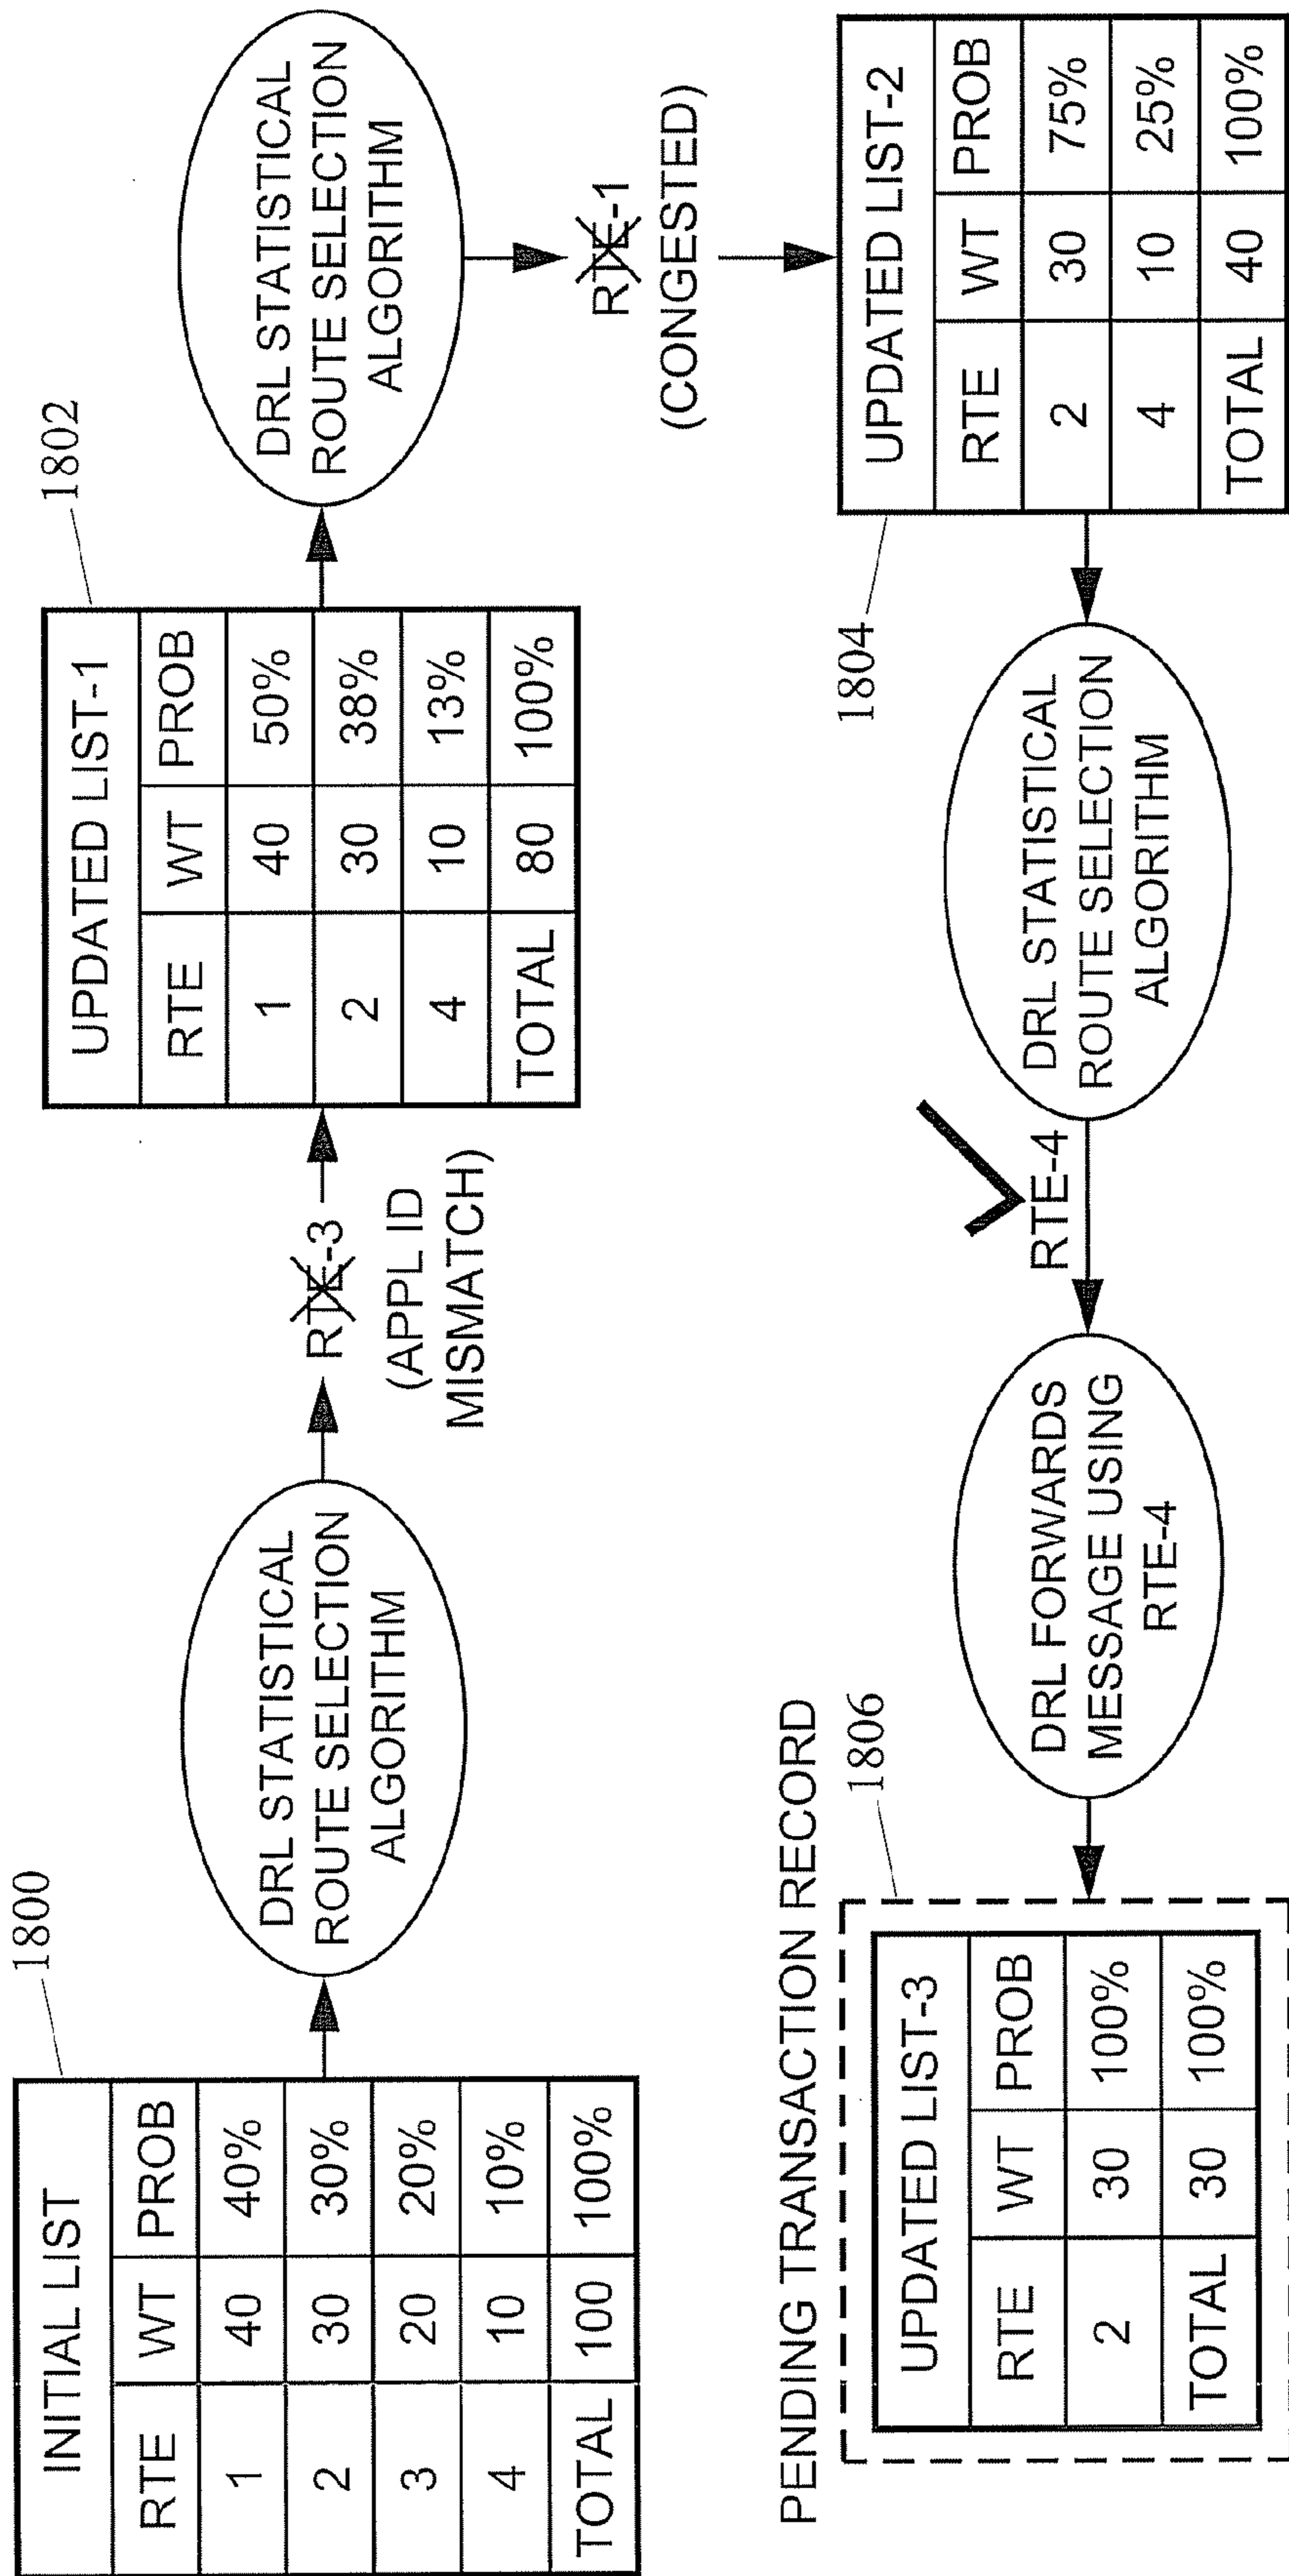 1800
INITIAL LIST
RTE WT PROB
1 40 40%
2 30 30%
3 20 20%
4 10 10%
TOTAL 100 100%
DRL STATISTICAL
ROUTE SELECTION
ALGORITHM
RTE-3
(APPL ID
MISMATCH)
1802
UPDATED LIST-1
RTE WT PROB
1 40 50%
2 30 38%
4 10 13%
TOTAL 80 100%
DRL STATISTICAL
ROUTE SELECTION
ALGORITHM
RTE-1
(CONGESTED)
UPDATED LIST-2
RTE WT PROB
2 30 75%
4 10 25%
TOTAL 40 100%
1804
DRL STATISTICAL
ROUTE SELECTION
ALGORITHM
RTE-4
DRL FORWARDS
MESSAGE USING
RTE-4
PENDING TRANSACTION RECORD
1806
UPDATED LIST-3
RTE WT PROB
2 30 100%
TOTAL 30 100%